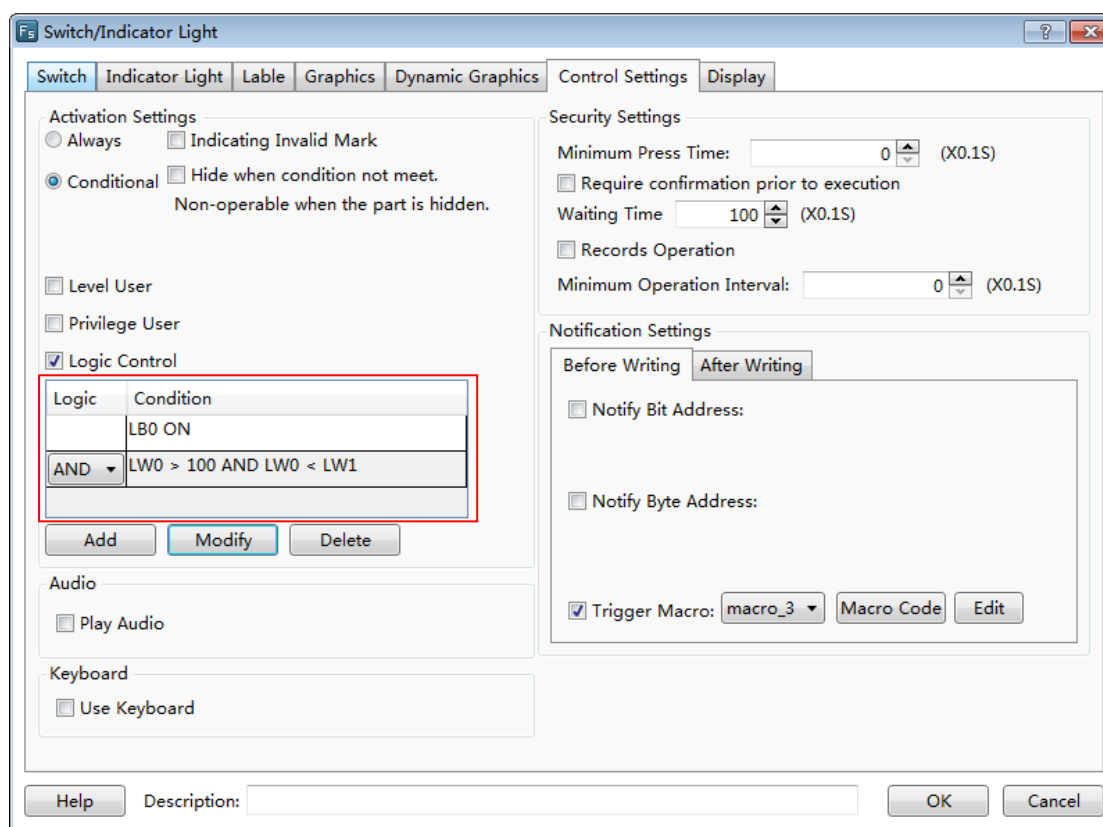 Fs Switch/Indicator Light
Switch Indicator Light Lable Graphics Dynamic Graphics Control Settings Display
Activation Settings
Always Indicating Invalid Mark
Conditional Hide when condition not meet.
Non-operable when the part is hidden.
Level User
Privilege User
Logic Control
Logic Condition
LB0 ON
AND LW0 > 100 AND LW0 < LW1
Add Modify Delete
Audio
Play Audio
Keyboard
Use Keyboard
Security Settings
Minimum Press Time: 0 (X0.1S)
Require confirmation prior to execution
Waiting Time 100 (X0.1S)
Records Operation
Minimum Operation Interval: 0 (X0.1S)
Notification Settings
Before Writing After Writing
Notify Bit Address:
Notify Byte Address:
Trigger Macro: macro_3 Macro Code Edit
Help Description: OK Cancel